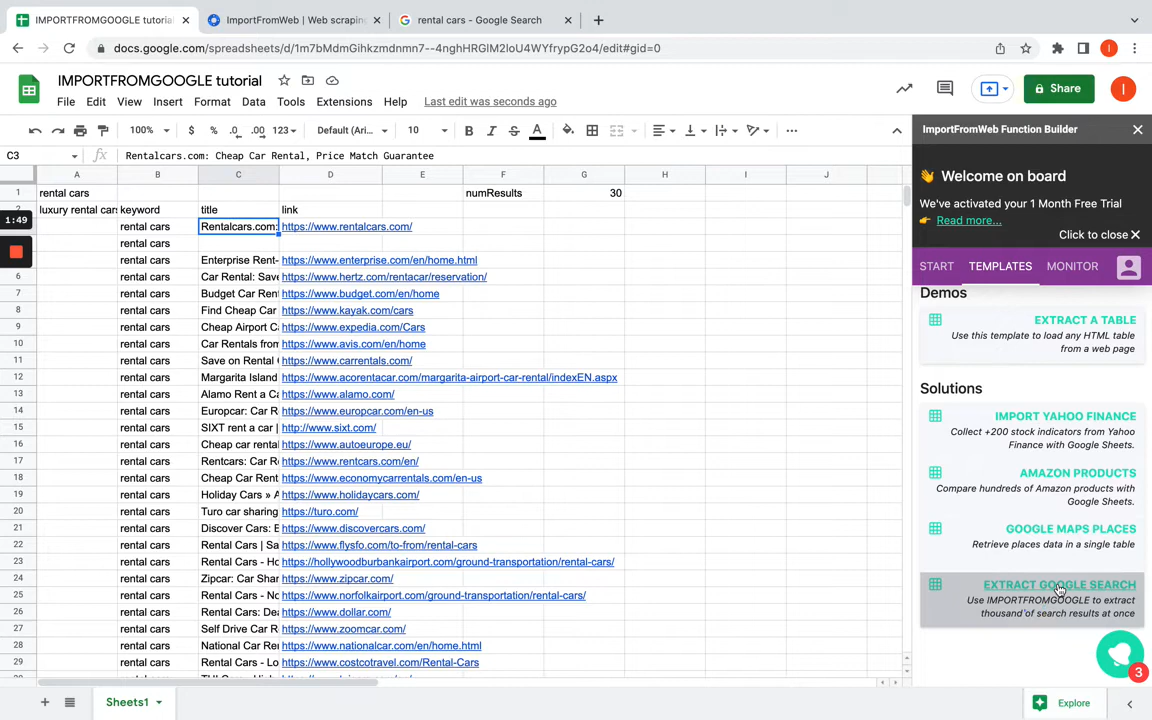 IMPORTFROMGOOGLE tutorial
ImportFromWeb | Web scraping
rental cars - Google Search
docs.google.com/spreadsheets/d/1m7bMdmGihkzmdnmn7--4nghHRGlM2IoU4WYfrypG2o4/edit#gid=0
IMPORTFROMGOOGLE tutorial
File Edit View Insert Format Data Tools Extensions Help Last edit was seconds ago
Share
100% $ % .0 .00 123 Default (Ari... 10 B I S A
C3 fx Rentalcars.com: Cheap Car Rental, Price Match Guarantee
A B C D E F G H I J
1 rental cars numResults 30
2 luxury rental cars keyword title link
1:49 rental cars Rentalcars.com: https://www.rentalcars.com/
rental cars
rental cars Enterprise Rent- https://www.enterprise.com/en/home.html
6 rental cars Car Rental: Save https://www.hertz.com/rentacar/reservation/
7 rental cars Budget Car Ren https://www.budget.com/en/home
8 rental cars Find Cheap Car https://www.kayak.com/cars
9 rental cars Cheap Airport C https://www.expedia.com/Cars
10 rental cars Car Rentals from https://www.avis.com/en/home
11 rental cars Save on Rental https://www.carrentals.com/
12 rental cars Margarita Island https://www.acorentacar.com/margarita-airport-car-rental/indexEN.aspx
13 rental cars Alamo Rent a Ca https://www.alamo.com/
14 rental cars Europcar: Car R https://www.europcar.com/en-us
15 rental cars SIXT rent a car | http://www.sixt.com/
16 rental cars Cheap car rental https://www.autoeurope.eu/
17 rental cars Rentcars: Car R https://www.rentcars.com/en/
18 rental cars Cheap Car Rent https://www.economycarrentals.com/en-us
19 rental cars Holiday Cars » A https://www.holidaycars.com/
20 rental cars Turo car sharing https://turo.com/
21 rental cars Discover Cars: E https://www.discovercars.com/
22 rental cars Rental Cars | Sa https://www.flysfo.com/to-from/rental-cars
23 rental cars Rental Cars - Ho https://hollywoodburbankairport.com/ground-transportation/rental-cars/
24 rental cars Zipcar: Car Shar https://www.zipcar.com/
25 rental cars Rental Cars - No https://www.norfolkairport.com/ground-transportation/rental-cars/
26 rental cars Rental Cars: Dea https://www.dollar.com/
27 rental cars Self Drive Car R https://www.zoomcar.com/
28 rental cars National Car Ren https://www.nationalcar.com/en/home.html
29 rental cars Rental Cars - Lo https://www.costcotravel.com/Rental-Cars
Sheets1
Explore
ImportFromWeb Function Builder
Welcome on board
We've activated your 1 Month Free Trial
Read more...
Click to close
START TEMPLATES MONITOR
Demos
EXTRACT A TABLE
Use this template to load any HTML table
from a web page
Solutions
IMPORT YAHOO FINANCE
Collect +200 stock indicators from Yahoo
Finance with Google Sheets.
AMAZON PRODUCTS
Compare hundreds of Amazon products with
Google Sheets.
GOOGLE MAPS PLACES
Retrieve places data in a single table
EXTRACT GOOGLE SEARCH
Use IMPORTFROMGOOGLE to extract
thousand of search results at once
3